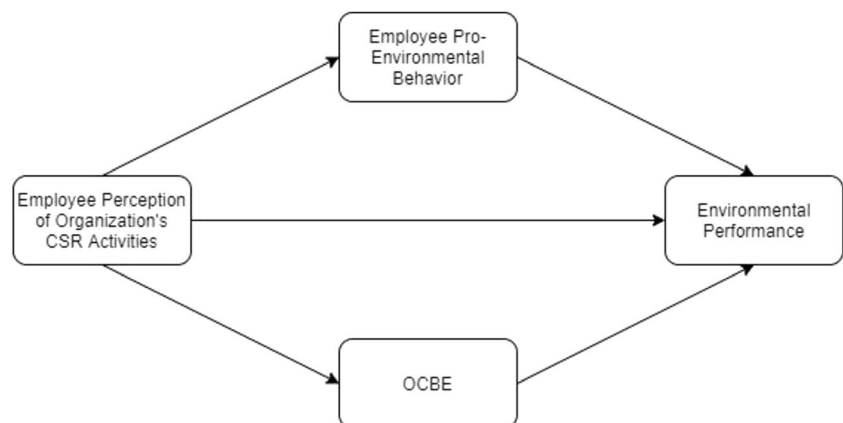 Employee Pro-
Environmental
Behavior
Employee Perception
of Organization's
CSR Activities
Environmental
Performance
OCBE